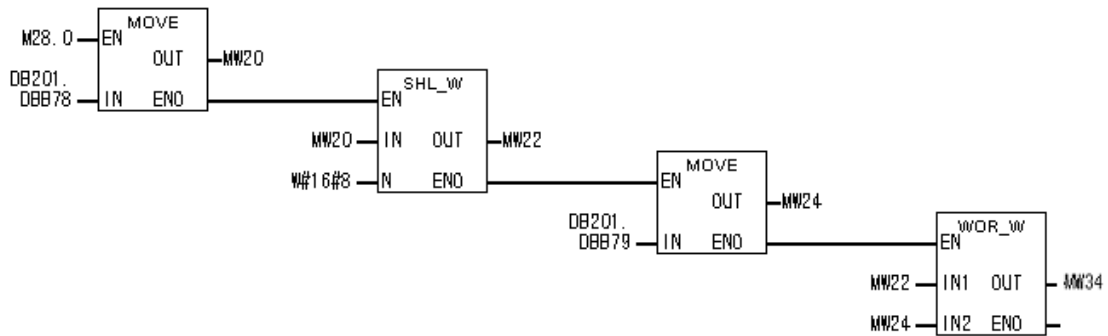 MOVE
M28.0 EN
OUT MW20
DB201.
DBB78 IN ENO
SHL_W
EN
MW20 IN OUT MW22
W#16#8 N ENO
MOVE
EN
OUT MW24
DB201.
DBB79 IN ENO
WOR_W
EN
MW22 IN1 OUT MW34
MW24 IN2 ENO